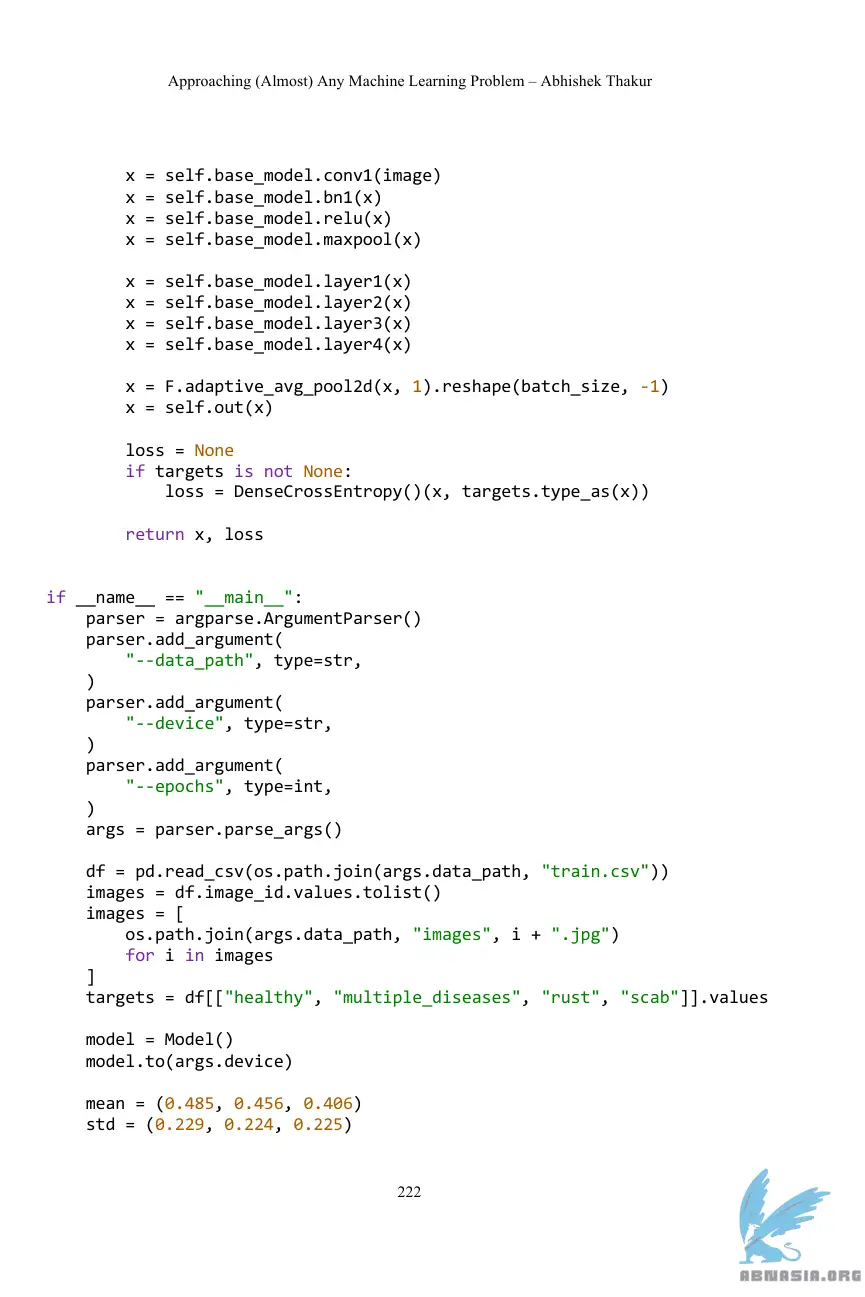 Approaching (Almost) Any Machine Learning Problem – Abhishek Thakur
        x = self.base_model.conv1(image)
        x = self.base_model.bn1(x)
        x = self.base_model.relu(x)
        x = self.base_model.maxpool(x)

        x = self.base_model.layer1(x)
        x = self.base_model.layer2(x)
        x = self.base_model.layer3(x)
        x = self.base_model.layer4(x)

        x = F.adaptive_avg_pool2d(x, 1).reshape(batch_size, -1)
        x = self.out(x)

        loss = None
        if targets is not None:
            loss = DenseCrossEntropy()(x, targets.type_as(x))

        return x, loss


if __name__ == "__main__":
    parser = argparse.ArgumentParser()
    parser.add_argument(
        "--data_path", type=str,
    )
    parser.add_argument(
        "--device", type=str,
    )
    parser.add_argument(
        "--epochs", type=int,
    )
    args = parser.parse_args()

    df = pd.read_csv(os.path.join(args.data_path, "train.csv"))
    images = df.image_id.values.tolist()
    images = [
        os.path.join(args.data_path, "images", i + ".jpg")
        for i in images
    ]
    targets = df[["healthy", "multiple_diseases", "rust", "scab"]].values

    model = Model()
    model.to(args.device)

    mean = (0.485, 0.456, 0.406)
    std = (0.229, 0.224, 0.225)
222
ABNASIA.ORG